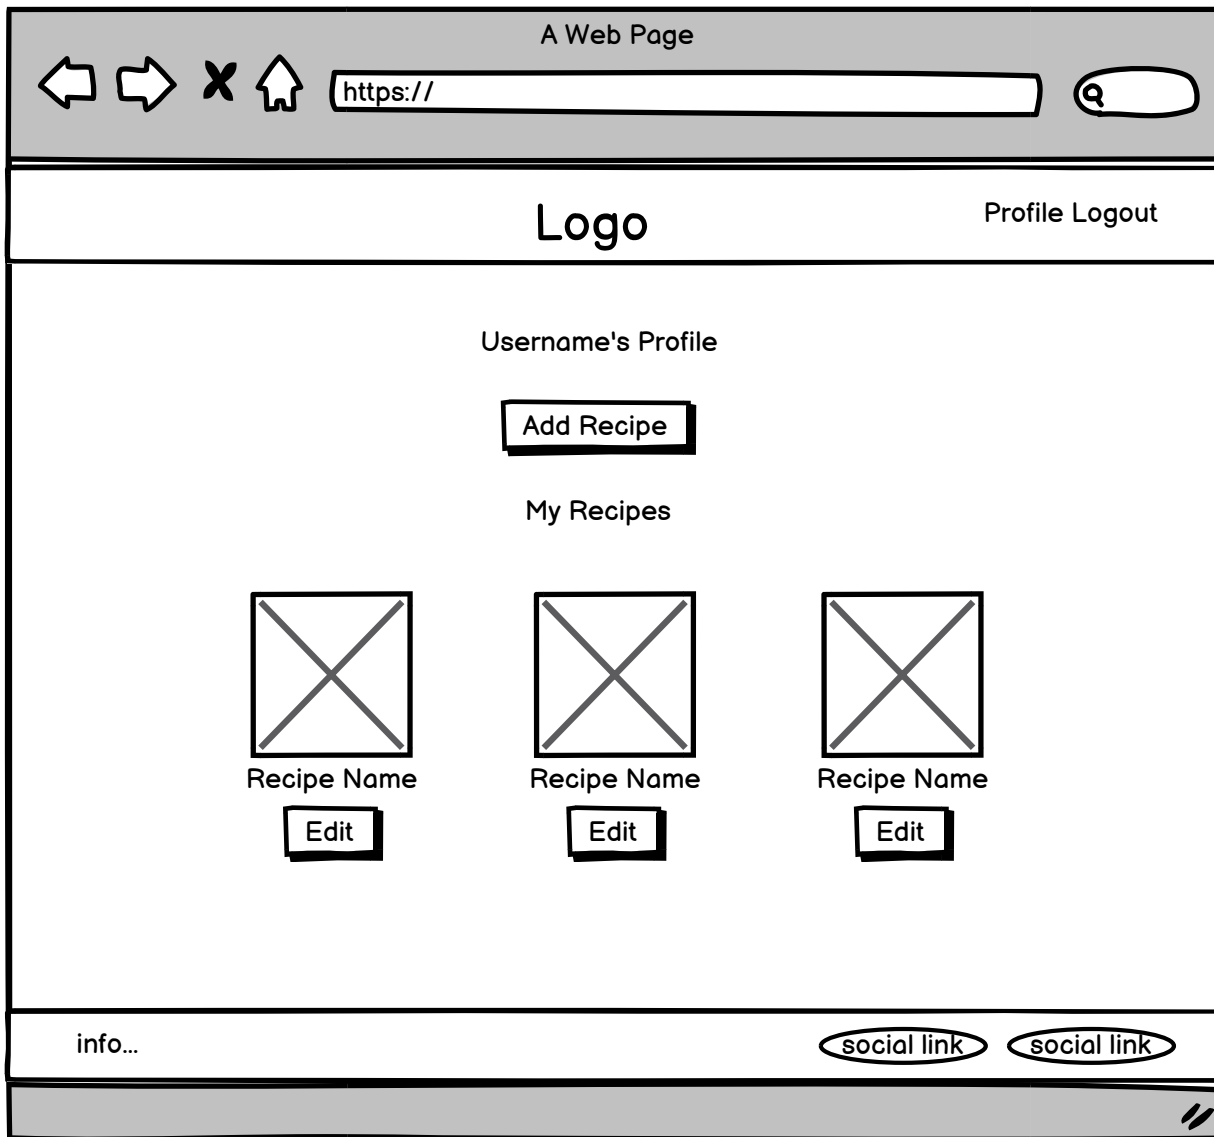 A Web Page
https://
Logo
Profile Logout
Username's Profile
Add Recipe
My Recipes
Recipe Name Recipe Name Recipe Name
Edit Edit Edit
info...
social link social link